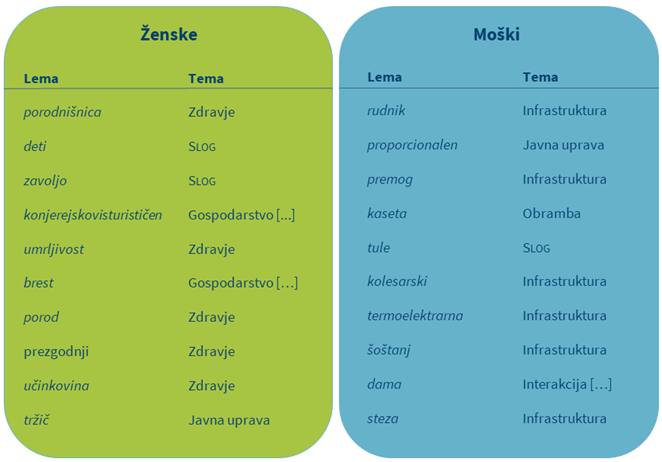 Ženske
Lema Tema
porodnišnica Zdravje
deti SLOG
zavoljo SLOG
konjerejskovisturističen Gospodarstvo [...]
umrljivost Zdravje
brest Gospodarstvo […]
porod Zdravje
prezgodnji Zdravje
učinkovina Zdravje
tržič Javna uprava
Moški
Lema Tema
rudnik Infrastruktura
proporcionalen Javna uprava
premog Infrastruktura
kaseta Obramba
tule SLOG
kolesarski Infrastruktura
termoelektrarna Infrastruktura
šoštanj Infrastruktura
dama Interakcija […]
steza Infrastruktura